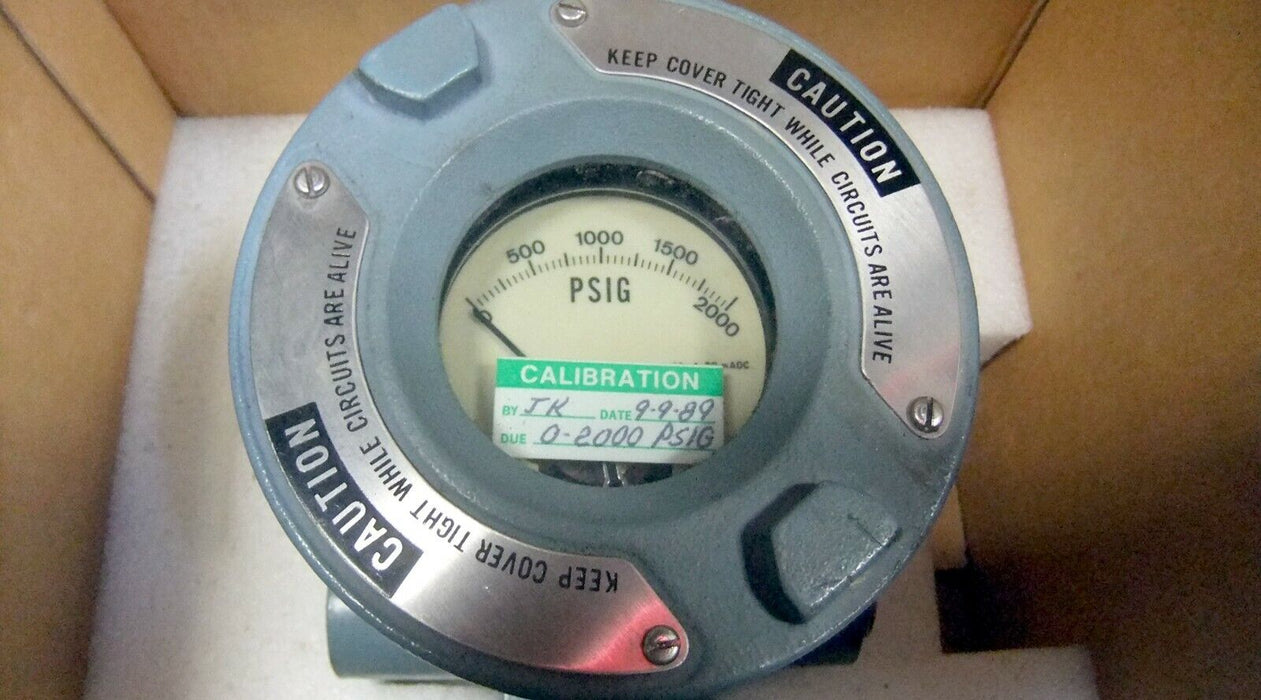 CAUTION
KEEP COVER TIGHT WHILE CIRCUITS ARE ALIVE
0 500 1000 1500 2000
PSIG
CALIBRATION
BY JK DATE 9-9-89
DUE 0-2000 PSIG
CAUTION
KEEP COVER TIGHT WHILE CIRCUITS ARE ALIVE